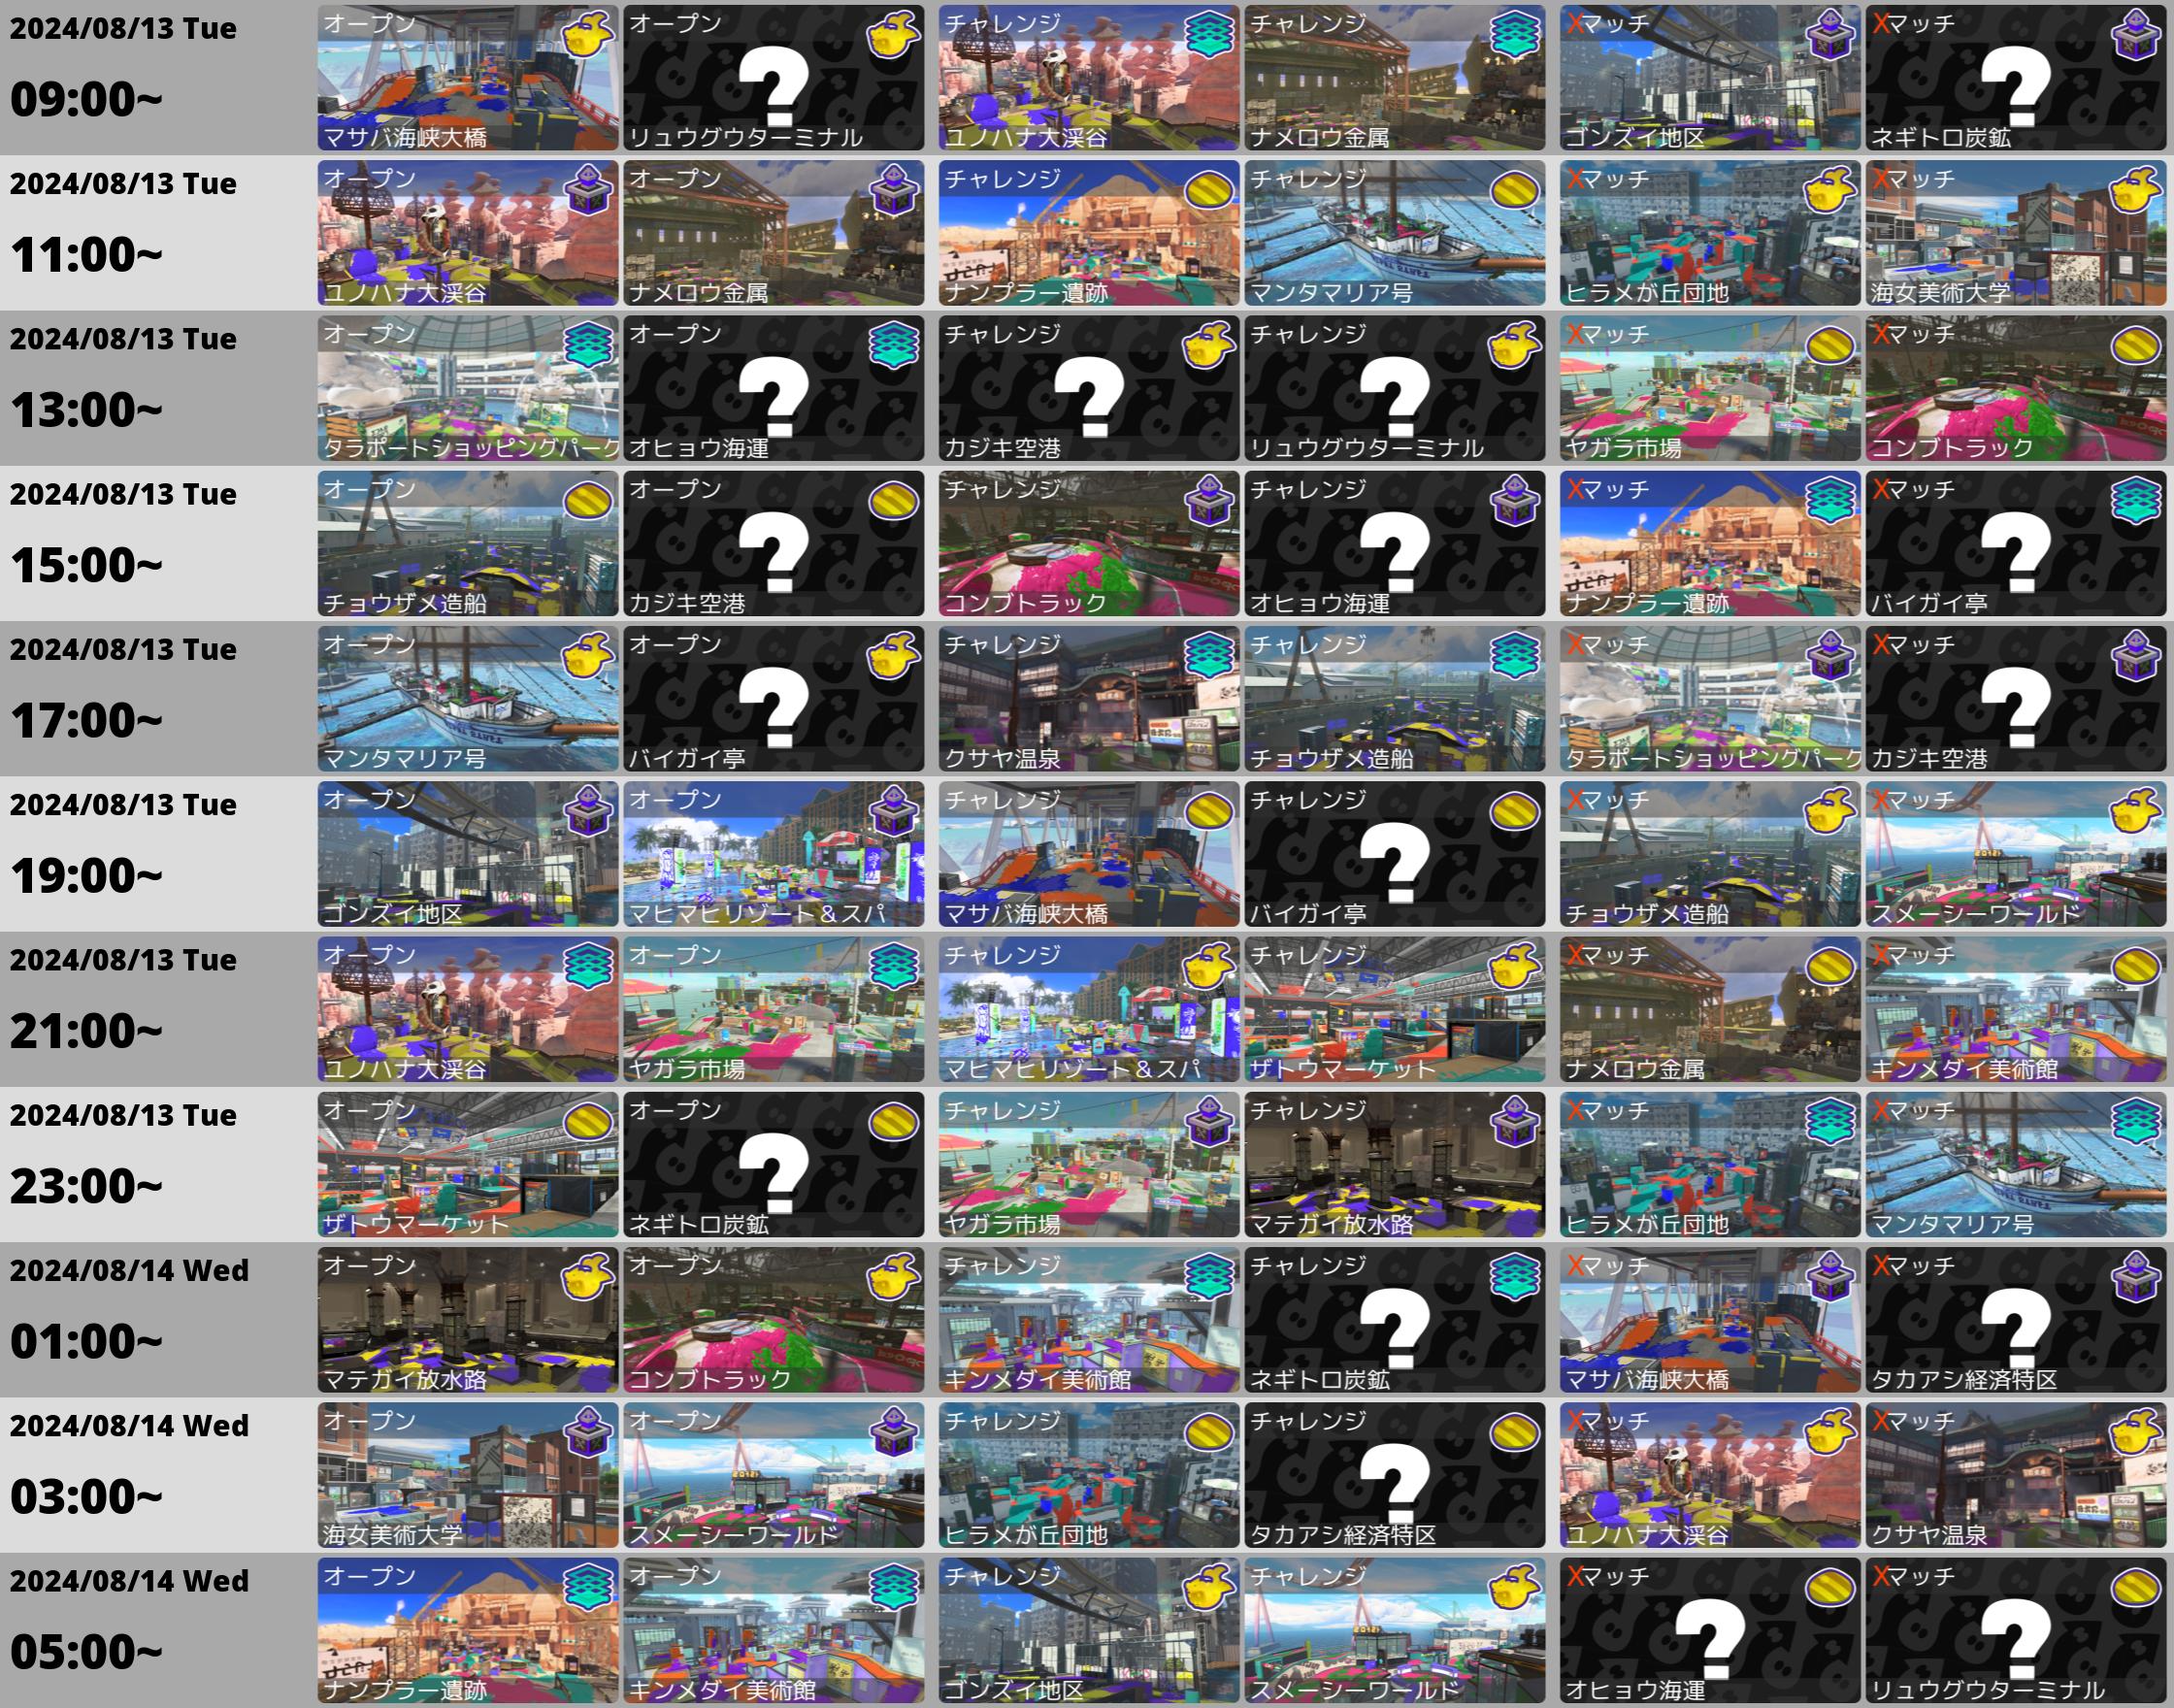 2024/08/13 Tue
09:00~
オープン
マサバ海峡大橋
オープン
?
リュウグウターミナル
チャレンジ
ユノハナ大渓谷
チャレンジ
ナメロウ金属
Xマッチ
ゴンズイ地区
Xマッチ
?
ネギトロ炭鉱
2024/08/13 Tue
11:00~
オープン
ユノハナ大渓谷
オープン
ナメロウ金属
チャレンジ
ナンプラー遺跡
チャレンジ
マンタマリア号
Xマッチ
ヒラメが丘団地
Xマッチ
海女美術大学
2024/08/13 Tue
13:00~
オープン
タラポートショッピングパーク
オープン
?
オヒョウ海運
チャレンジ
?
カジキ空港
チャレンジ
?
リュウグウターミナル
Xマッチ
ヤガラ市場
Xマッチ
コンブトラック
2024/08/13 Tue
15:00~
オープン
チョウザメ造船
オープン
?
カジキ空港
チャレンジ
コンブトラック
チャレンジ
?
オヒョウ海運
Xマッチ
ナンプラー遺跡
Xマッチ
?
バイガイ亭
2024/08/13 Tue
17:00~
オープン
マンタマリア号
オープン
?
バイガイ亭
チャレンジ
クサヤ温泉
チャレンジ
チョウザメ造船
Xマッチ
タラポートショッピングパーク
Xマッチ
?
カジキ空港
2024/08/13 Tue
19:00~
オープン
ゴンズイ地区
オープン
マヒマヒリゾート&スパ
チャレンジ
マサバ海峡大橋
チャレンジ
?
バイガイ亭
Xマッチ
チョウザメ造船
Xマッチ
スメーシーワールド
2024/08/13 Tue
21:00~
オープン
ユノハナ大渓谷
オープン
ヤガラ市場
チャレンジ
マヒマヒリゾート&スパ
チャレンジ
ザトウマーケット
Xマッチ
ナメロウ金属
Xマッチ
キンメダイ美術館
2024/08/13 Tue
23:00~
オープン
ザトウマーケット
オープン
?
ネギトロ炭鉱
チャレンジ
ヤガラ市場
チャレンジ
マテガイ放水路
Xマッチ
ヒラメが丘団地
Xマッチ
マンタマリア号
2024/08/14 Wed
01:00~
オープン
マテガイ放水路
オープン
コンブトラック
チャレンジ
キンメダイ美術館
チャレンジ
?
ネギトロ炭鉱
Xマッチ
マサバ海峡大橋
Xマッチ
?
タカアシ経済特区
2024/08/14 Wed
03:00~
オープン
海女美術大学
オープン
スメーシーワールド
チャレンジ
ヒラメが丘団地
チャレンジ
?
タカアシ経済特区
Xマッチ
ユノハナ大渓谷
Xマッチ
クサヤ温泉
2024/08/14 Wed
05:00~
オープン
ナンプラー遺跡
オープン
キンメダイ美術館
チャレンジ
ゴンズイ地区
チャレンジ
スメーシーワールド
Xマッチ
?
オヒョウ海運
Xマッチ
?
リュウグウターミナル